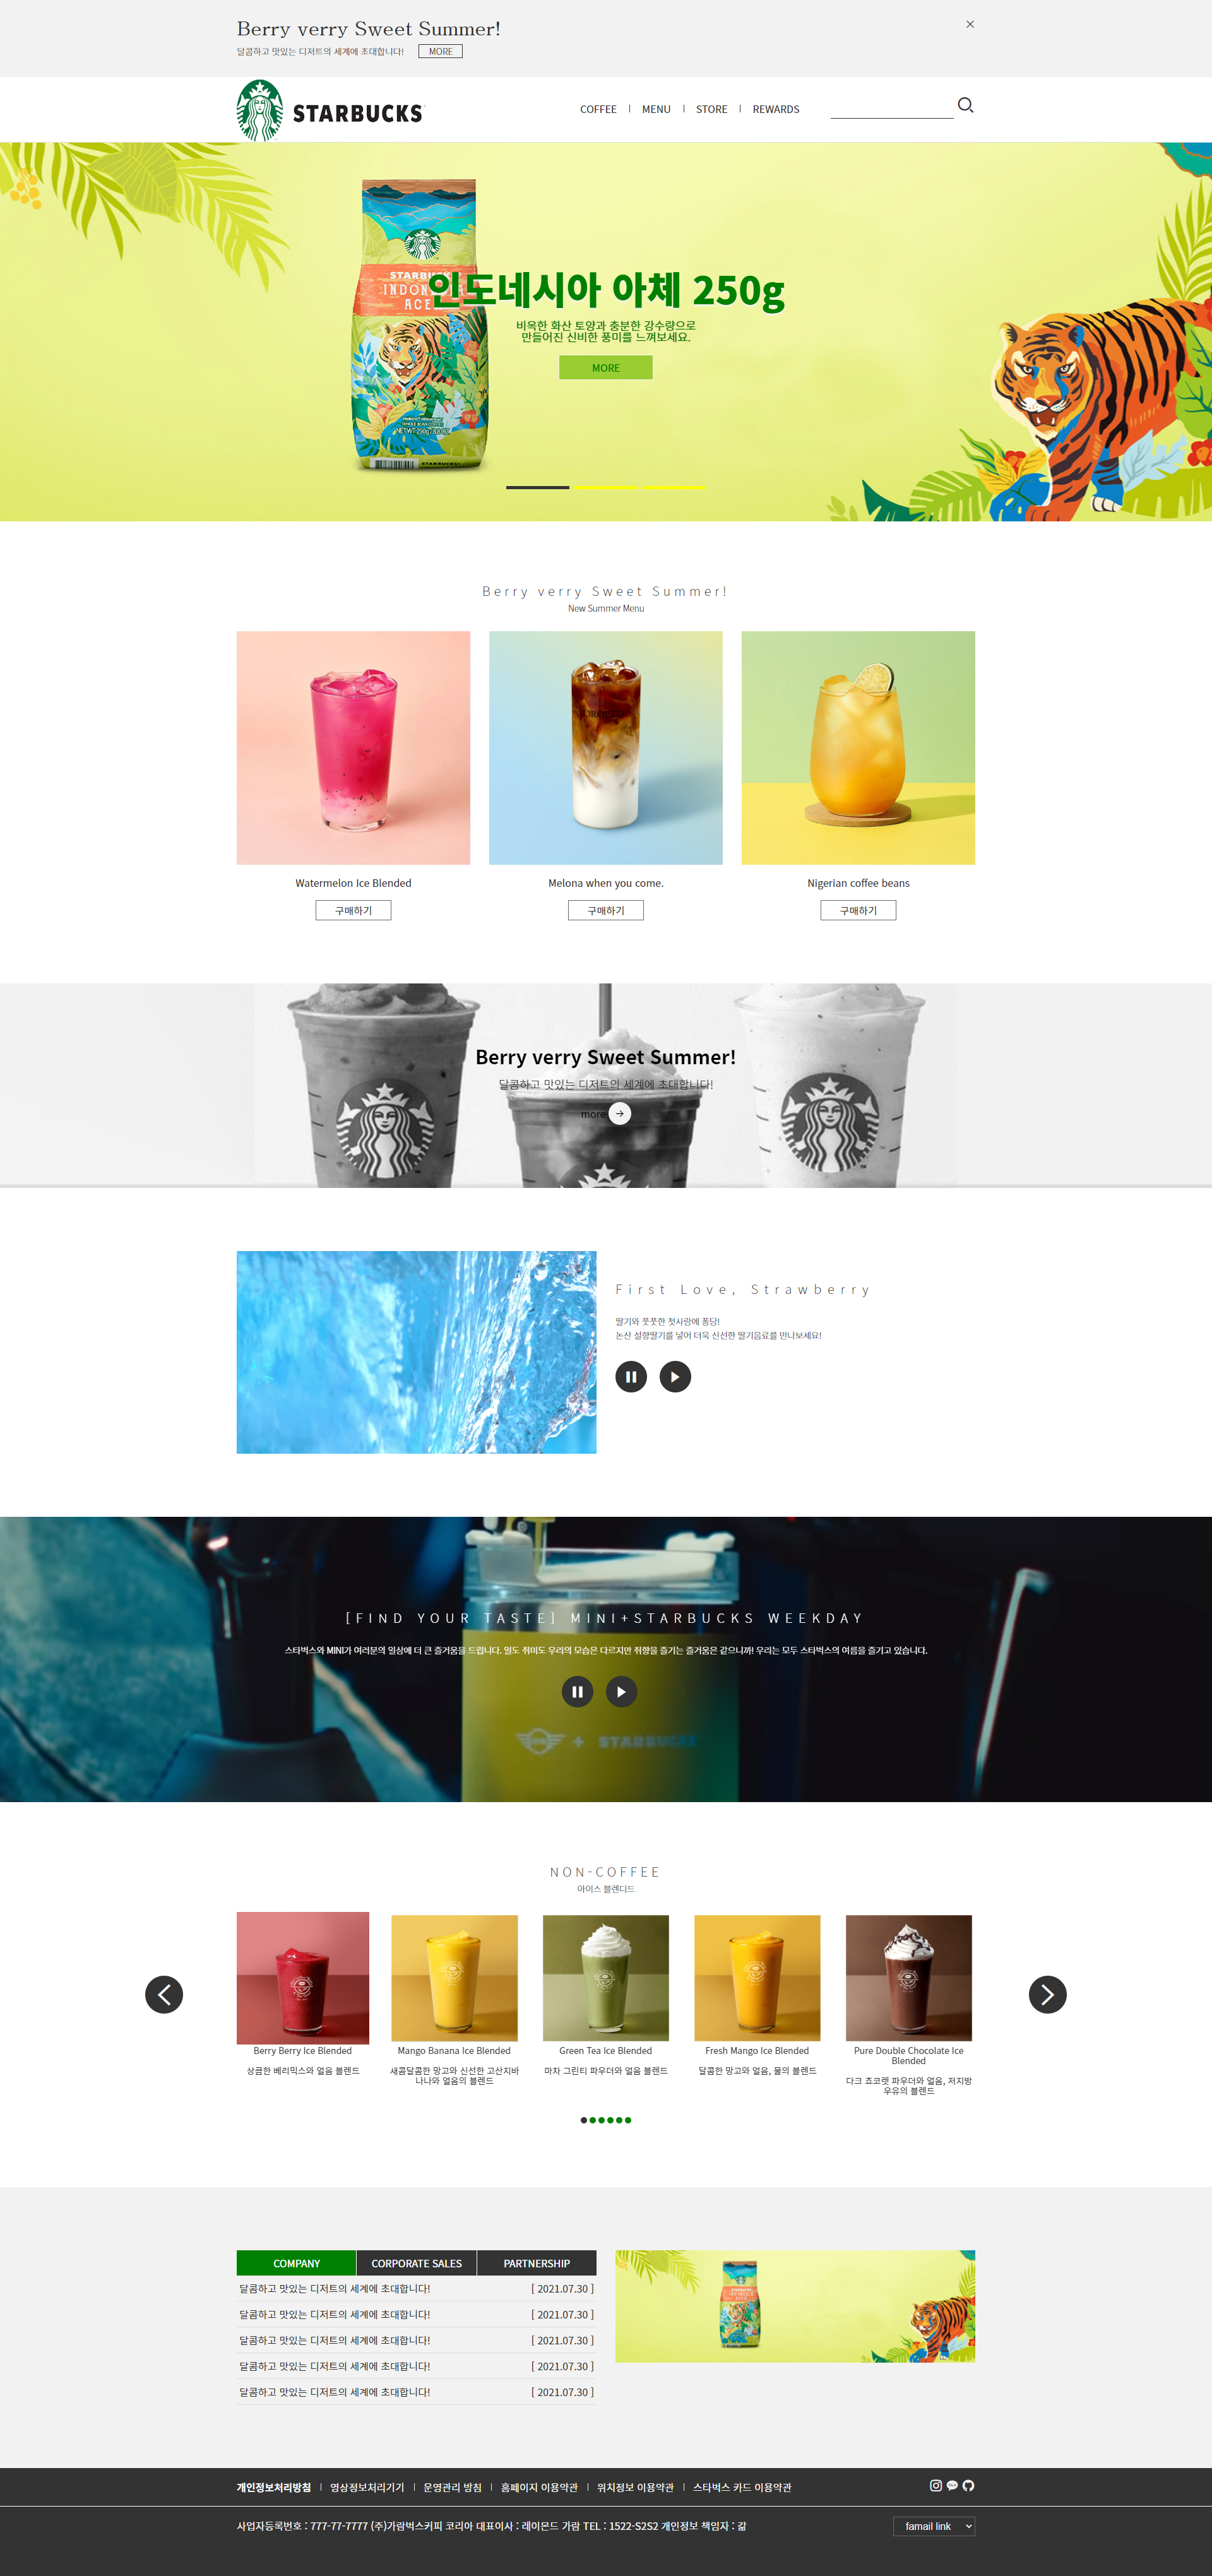 Berry verry Sweet Summer!
달콤하고 맛있는 디저트의 세계에 초대합니다!
MORE
STARBUCKS
COFFEE
MENU
STORE
REWARDS
인도네시아 아체 250g
비옥한 화산 토양과 충분한 강수량으로
만들어진 신비한 풍미를 느껴보세요.
MORE
Berry verry Sweet Summer!
New Summer Menu
Watermelon Ice Blended
Melona when you come.
Nigerian coffee beans
구매하기
구매하기
구매하기
Berry verry Sweet Summer!
달콤하고 맛있는 디저트의 세계에 초대합니다!
more
First Love, Strawberry
딸기와 풋풋한 첫사랑에 퐁당!
논산 설향딸기를 넣어 더욱 신선한 딸기음료를 만나보세요!
[FIND YOUR TASTE] MINI+STARBUCKS WEEKDAY
스타벅스와 MINI가 여러분의 일상에 더 큰 즐거움을 드립니다. 일도 취미도 우리의 모습은 다르지만 취향을 즐기는 즐거움은 같으니까! 우리는 모두 스타벅스의 여름을 즐기고 있습니다.
+ STARBUCKS
NON-COFFEE
아이스 블렌디드
Berry Berry Ice Blended
상큼한 베리믹스와 얼음 블렌드
Mango Banana Ice Blended
새콤달콤한 망고와 신선한 고산지바
나나와 얼음의 블렌드
Green Tea Ice Blended
마차 그린티 파우더와 얼음 블렌드
Fresh Mango Ice Blended
달콤한 망고와 얼음, 물의 블렌드
Pure Double Chocolate Ice
Blended
다크 쵸코렛 파우더와 얼음, 저지방
우유의 블렌드
COMPANY
CORPORATE SALES
PARTNERSHIP
달콤하고 맛있는 디저트의 세계에 초대합니다! [ 2021.07.30 ]
달콤하고 맛있는 디저트의 세계에 초대합니다! [ 2021.07.30 ]
달콤하고 맛있는 디저트의 세계에 초대합니다! [ 2021.07.30 ]
달콤하고 맛있는 디저트의 세계에 초대합니다! [ 2021.07.30 ]
달콤하고 맛있는 디저트의 세계에 초대합니다! [ 2021.07.30 ]
개인정보처리방침
영상정보처리기기
운영관리 방침
홈페이지 이용약관
위치정보 이용약관
스타벅스 카드 이용약관
사업자등록번호 : 777-77-7777 (주)가람벅스커피 코리아 대표이사 : 레이몬드 가람 TEL : 1522-S2S2 개인정보 책임자 : 갋
famail link